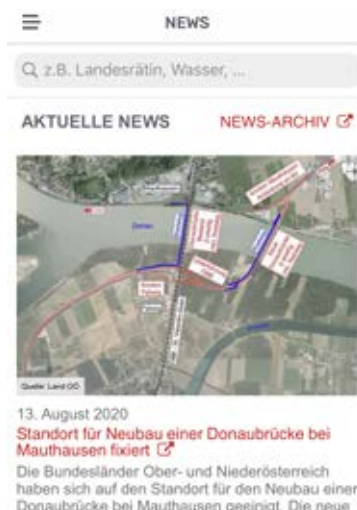 NEWS
z.B. Landesrätin, Wasser, ...
AKTUELLE NEWS NEWS-ARCHIV
Donau
Quelle: Land OÖ
13. August 2020
Standort für Neubau einer Donaubrücke bei
Mauthausen fixiert
Die Bundesländer Ober- und Niederösterreich
haben sich auf den Standort für den Neubau einer
Donaubrücke bei Mauthausen geeinigt. Die neue